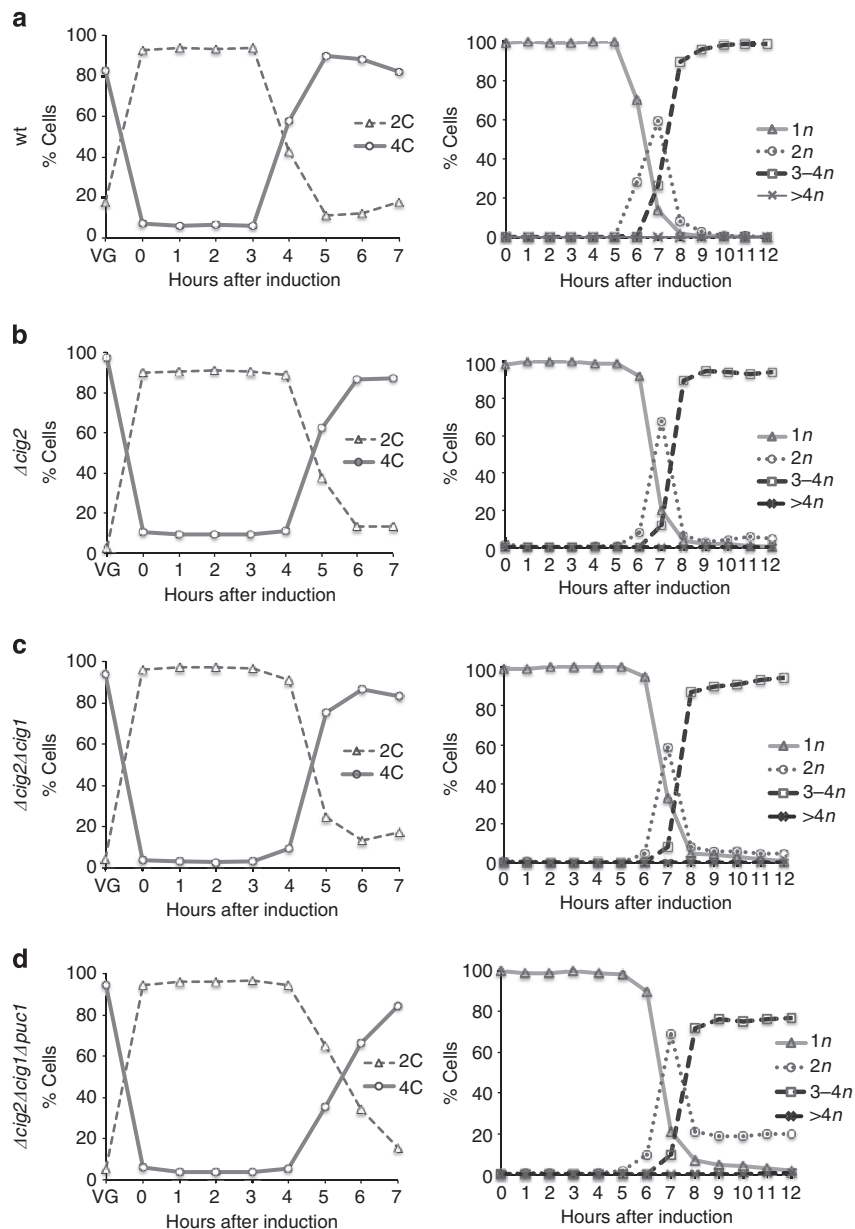 a
wt
% Cells
100
80
60
40
20
0
VG 0 1 2 3 4 5 6 7
Hours after induction
2C
4C
% Cells
100
80
60
40
20
0
0 1 2 3 4 5 6 7 8 9 10 11 12
Hours after induction
1n
2n
3–4n
>4n
b
Δcig2
% Cells
100
80
60
40
20
0
VG 0 1 2 3 4 5 6 7
Hours after induction
2C
4C
% Cells
100
80
60
40
20
0
0 1 2 3 4 5 6 7 8 9 10 11 12
Hours after induction
1n
2n
3–4n
>4n
c
Δcig2Δcig1
% Cells
100
80
60
40
20
0
VG 0 1 2 3 4 5 6 7
Hours after induction
2C
4C
% Cells
100
80
60
40
20
0
0 1 2 3 4 5 6 7 8 9 10 11 12
Hours after induction
1n
2n
3–4n
>4n
d
Δcig2Δcig1Δpuc1
% Cells
100
80
60
40
20
0
VG 0 1 2 3 4 5 6 7
Hours after induction
2C
4C
% Cells
100
80
60
40
20
0
0 1 2 3 4 5 6 7 8 9 10 11 12
Hours after induction
1n
2n
3–4n
>4n